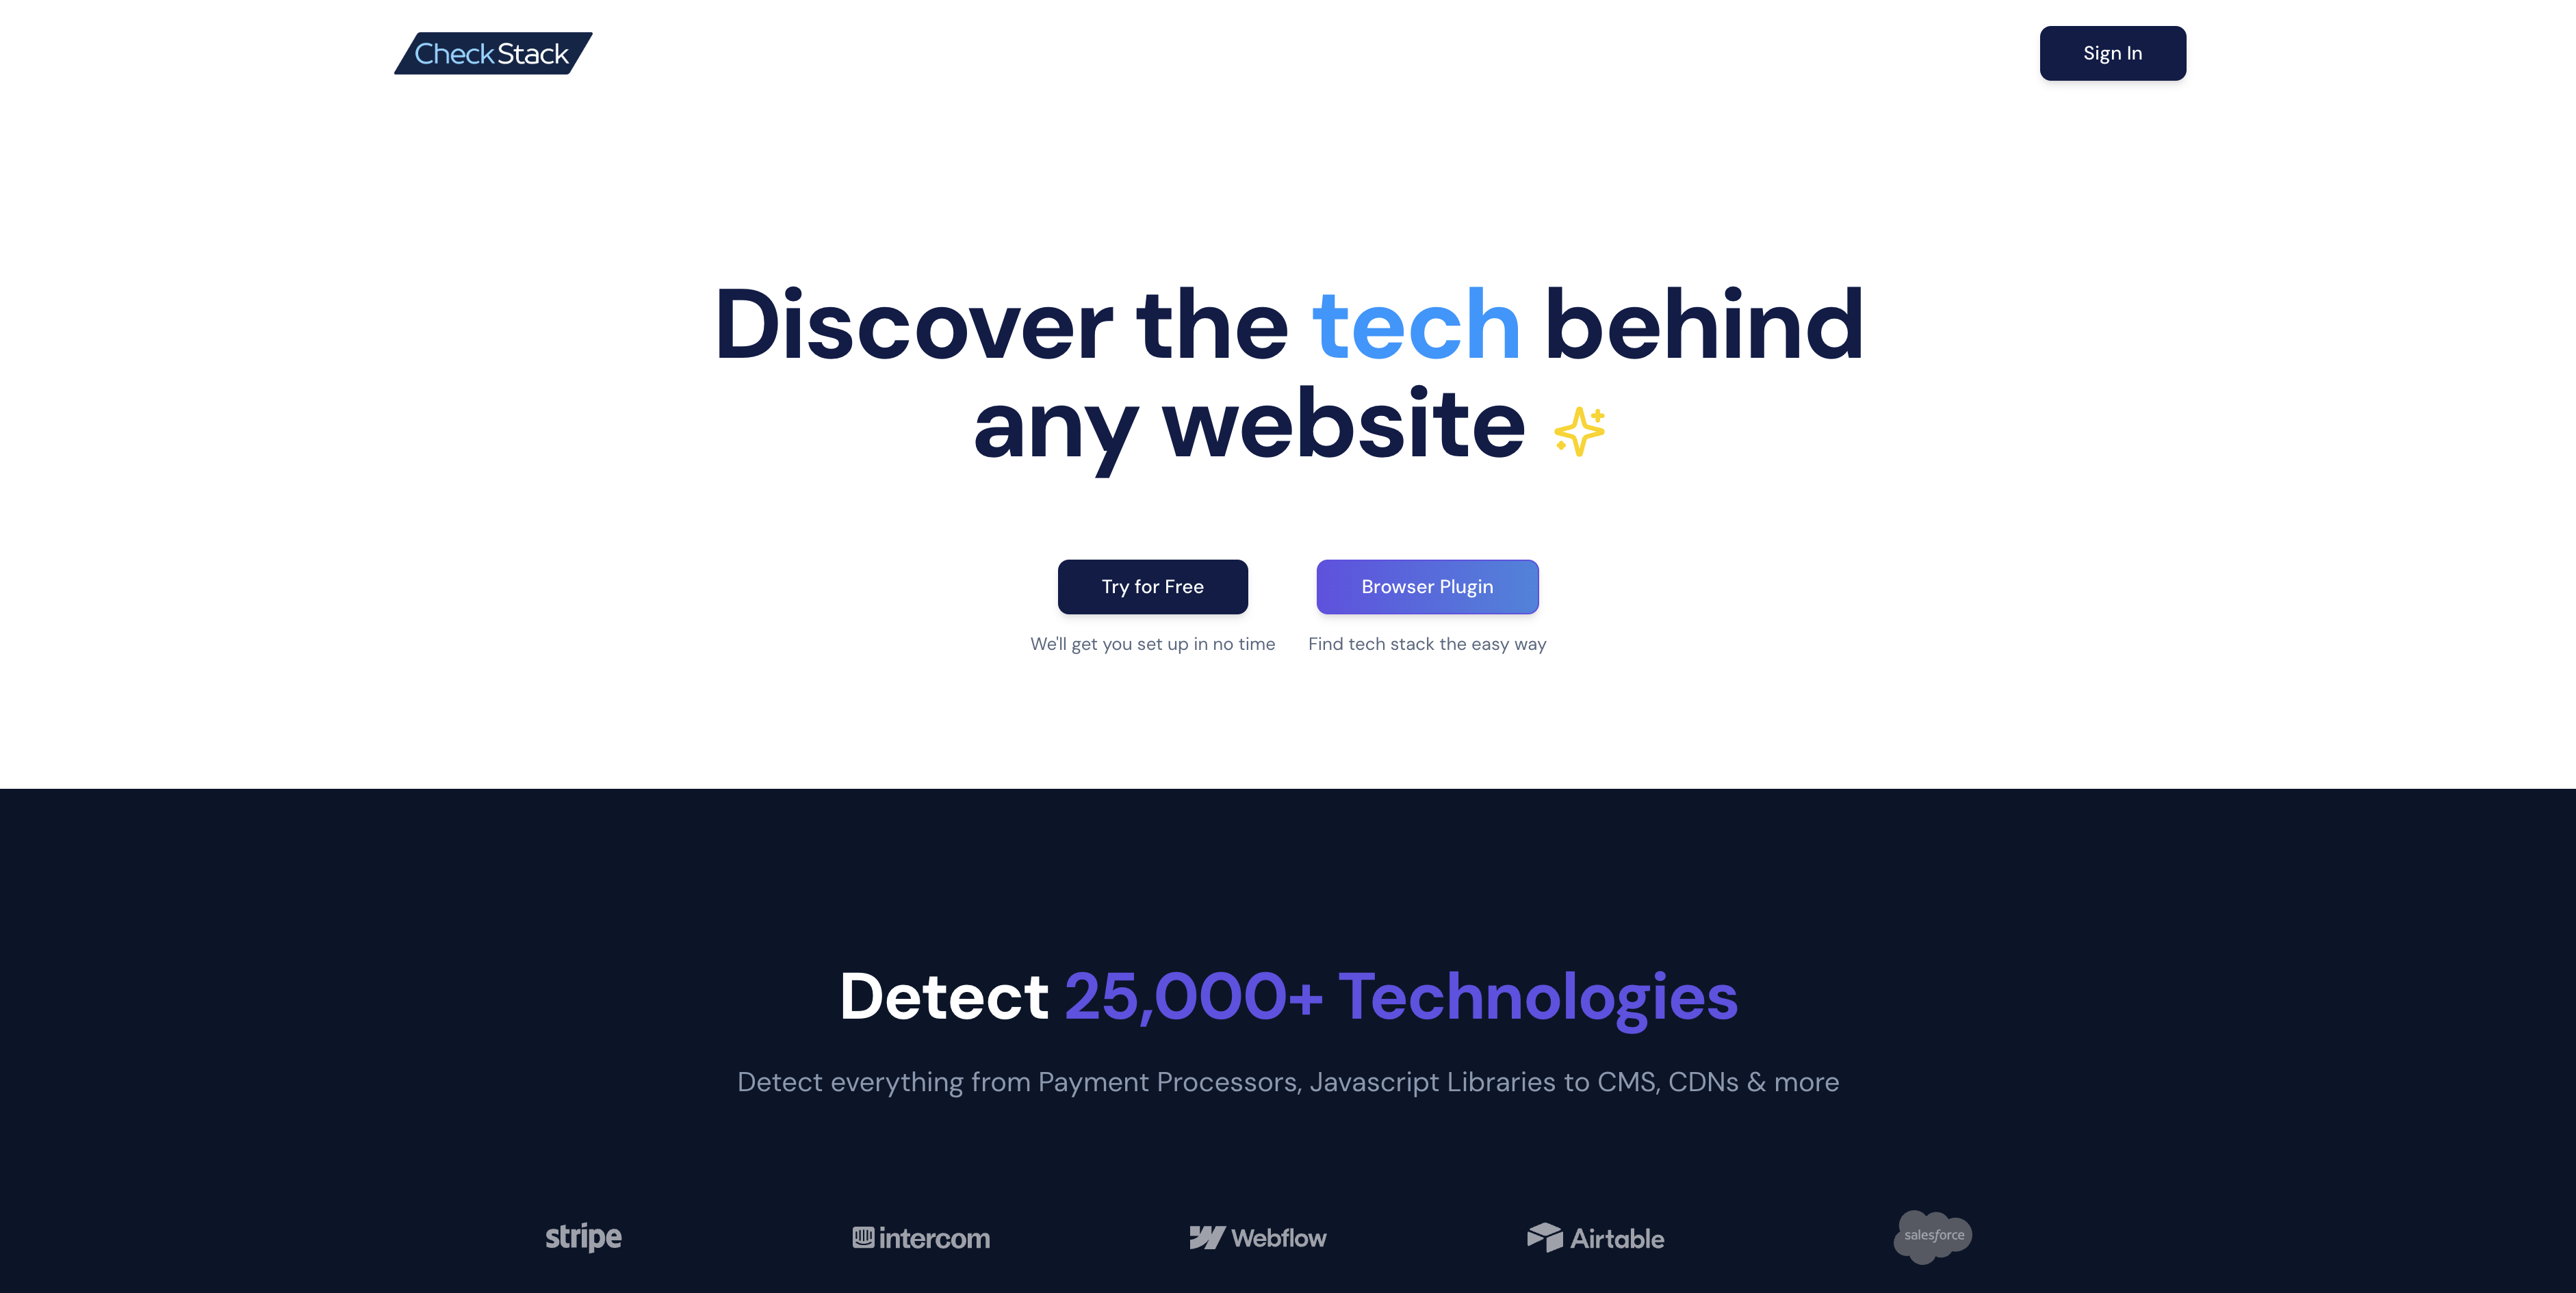 CheckStack
Sign In
Discover the tech behind
any website
Try for Free
Browser Plugin
We'll get you set up in no time
Find tech stack the easy way
Detect 25,000+ Technologies
Detect everything from Payment Processors, Javascript Libraries to CMS, CDNs & more
stripe
intercom
Webflow
Airtable
salesforce